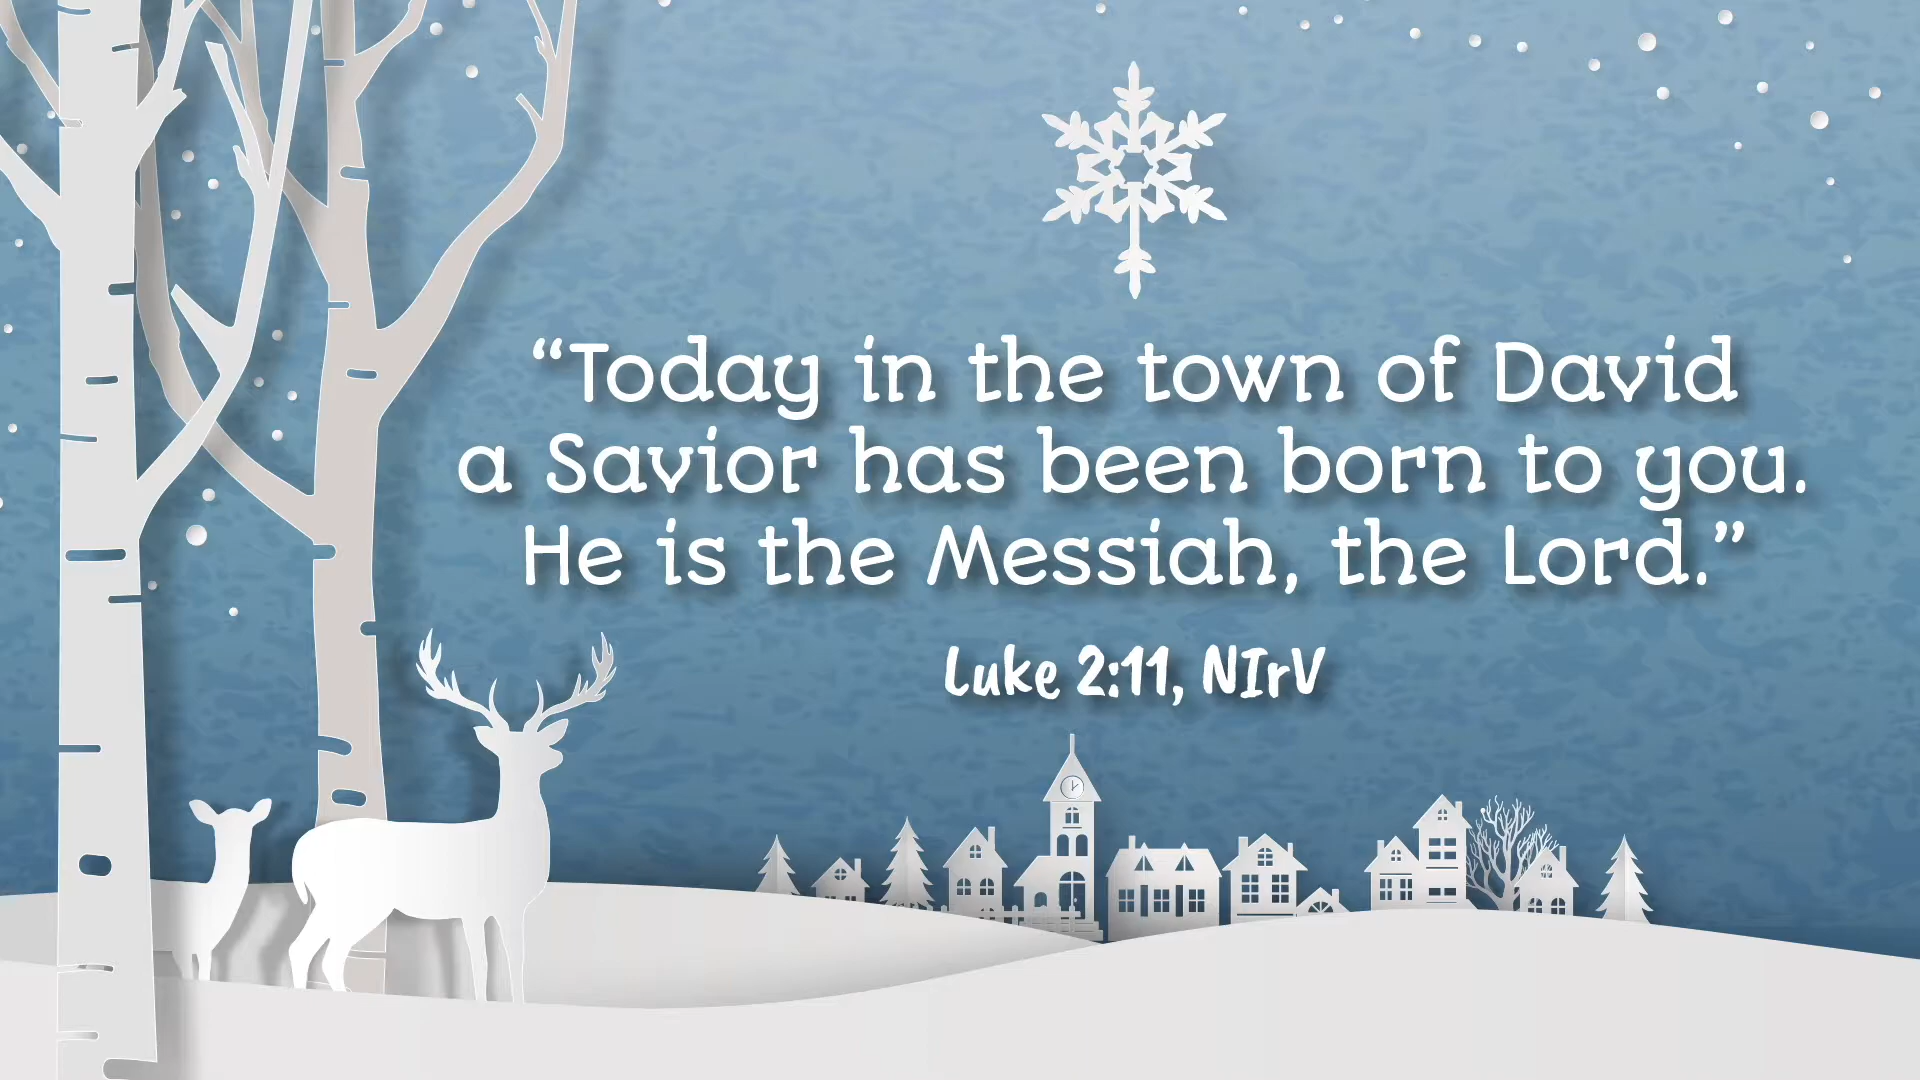 “Today in the town of David
a Savior has been born to you.
He is the Messiah, the Lord.”
Luke 2:11, NIrV